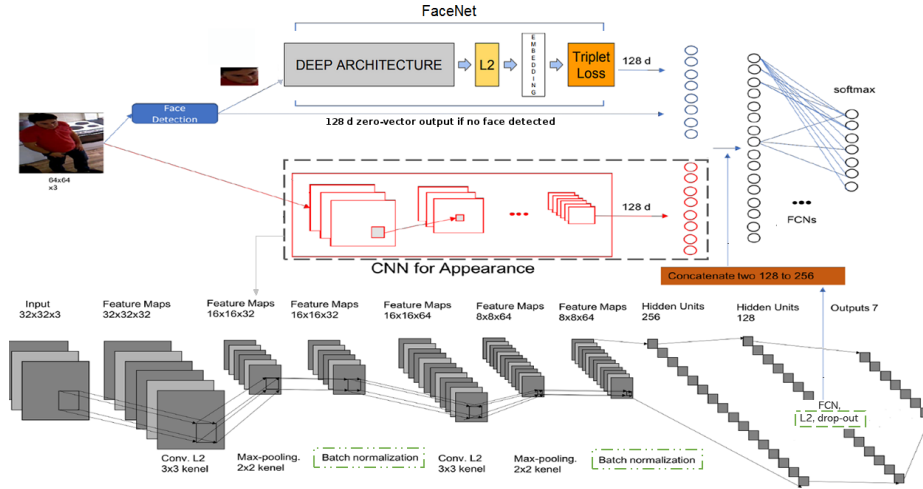 FaceNet
DEEP ARCHITECTURE
L2
EMBEDDING
Triplet
Loss
128 d
Face
Detection
128 d zero-vector output if no face detected
softmax
64x64
x3
128 d
FCNs
CNN for Appearance
Concatenate two 128 to 256
Input
32x32x3
Feature Maps
32x32x32
Feature Maps
16x16x32
Feature Maps
16x16x32
Feature Maps
16x16x64
Feature Maps
8x8x64
Feature Maps
8x8x64
Hidden Units
256
Hidden Units
128
Outputs 7
FCN,
L2, drop-out
Conv. L2
3x3 kenel
Max-pooling.
2x2 kenel
Batch normalization
Conv. L2
3x3 kenel
Max-pooling.
2x2 kenel
Batch normalization